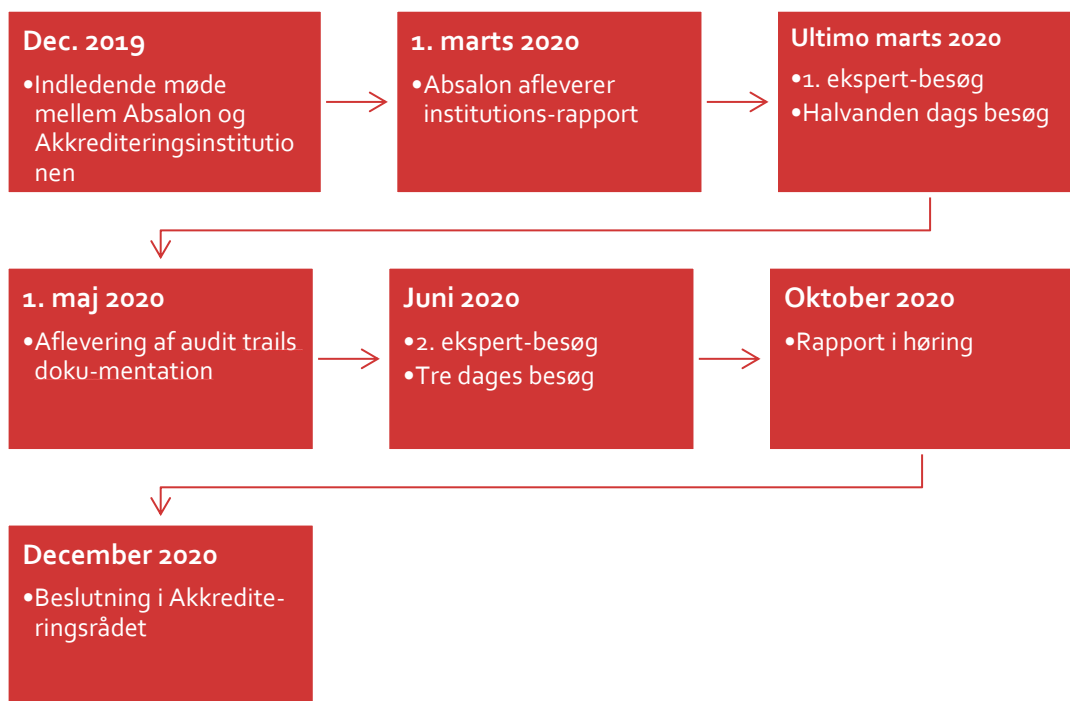 Dec. 2019
•Indledende møde
mellem Absalon og
Akkrediteringsinstitutio
nen
1. marts 2020
•Absalon afleverer
institutions-rapport
Ultimo marts 2020
•1. ekspert-besøg
•Halvanden dags besøg
1. maj 2020
•Aflevering af audit trails
doku-mentation
Juni 2020
•2. ekspert-besøg
•Tre dages besøg
Oktober 2020
•Rapport i høring
December 2020
•Beslutning i Akkredite-
ringsrådet